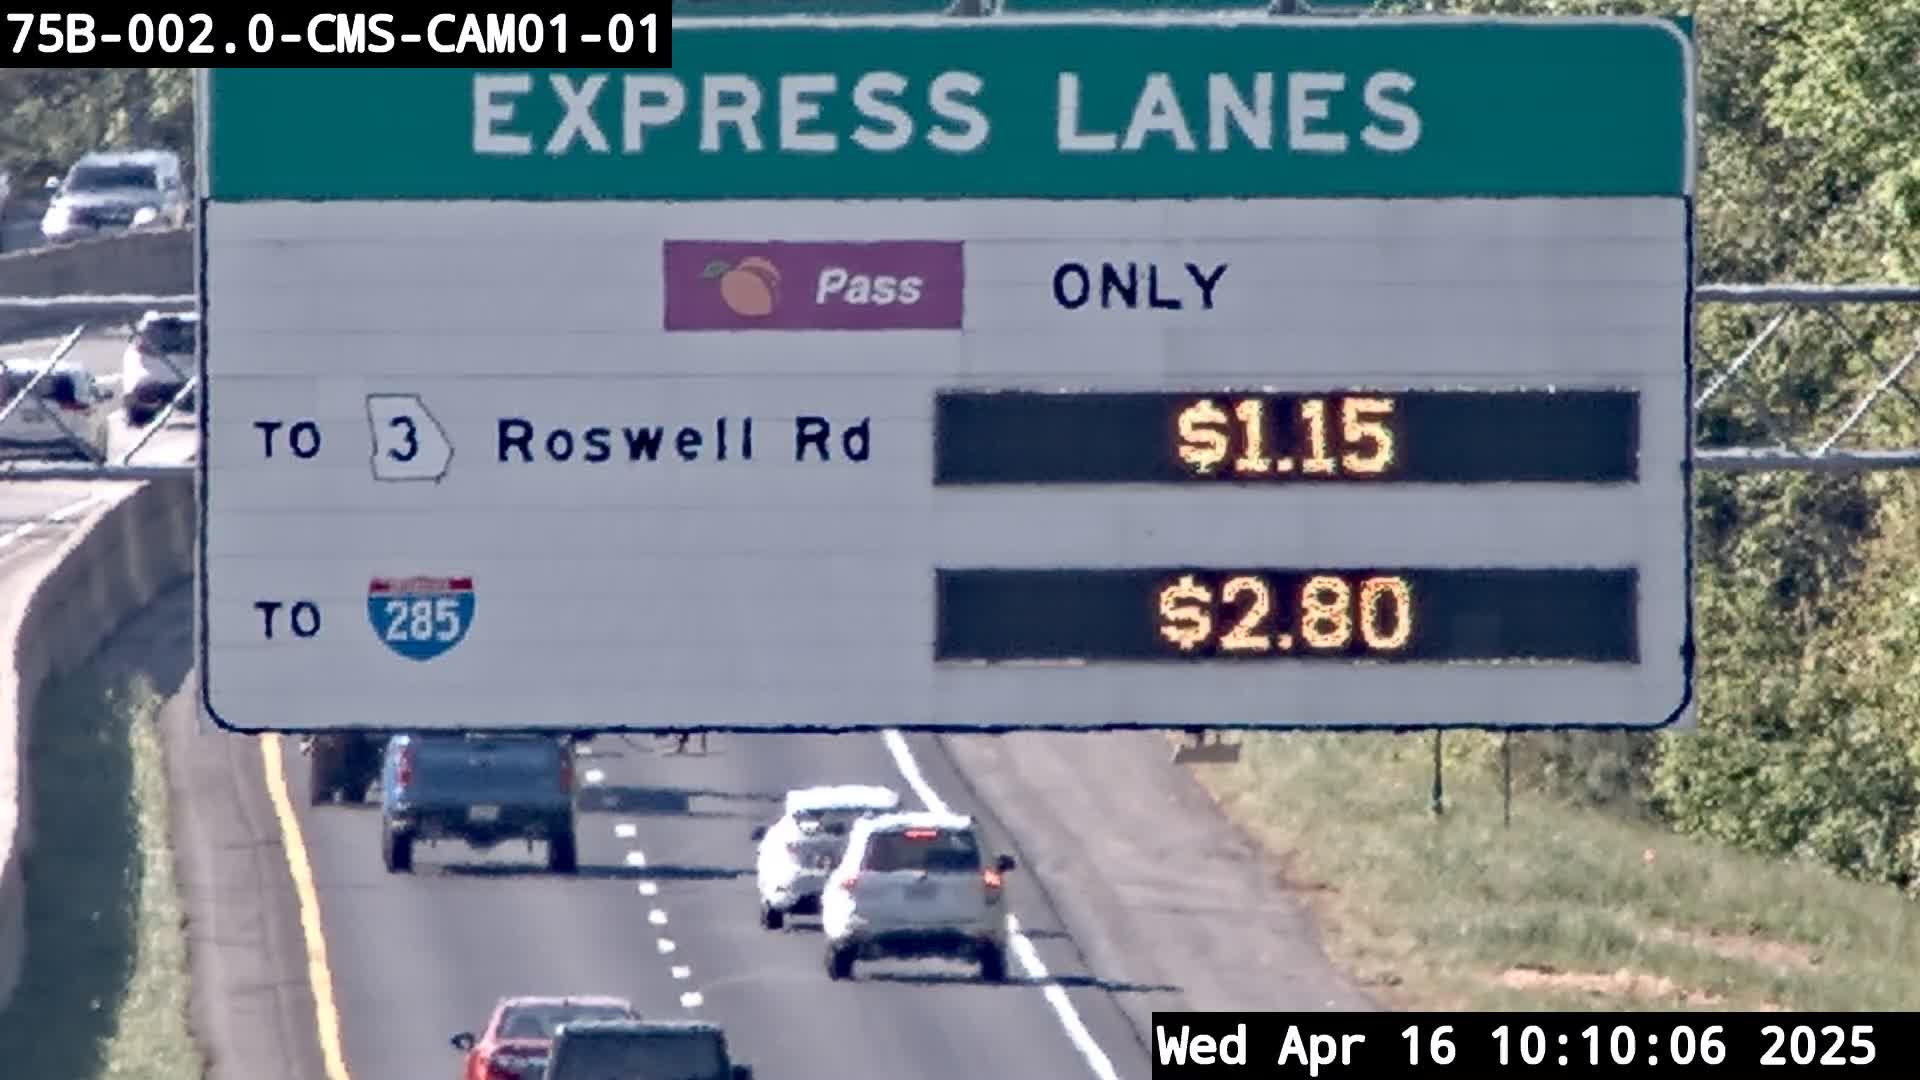 75B-002.0-CMS-CAM01-01
EXPRESS LANES
Pass ONLY
TO 3 Roswell Rd $1.15
TO 285 $2.80
Wed Apr 16 10:10:06 2025